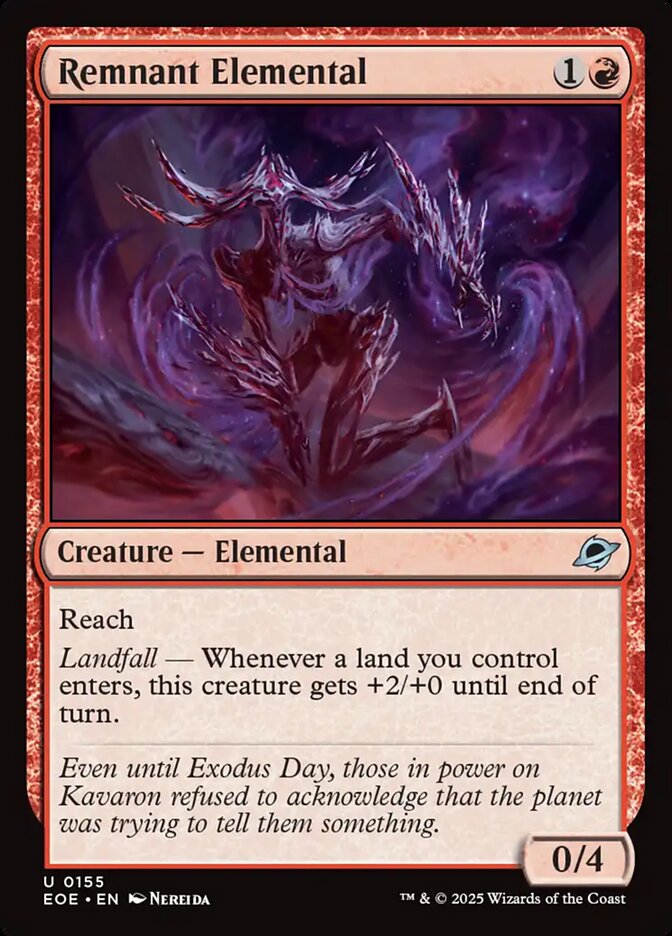 Remnant Elemental 1
Creature — Elemental
Reach
Landfall — Whenever a land you control
enters, this creature gets +2/+0 until end of
turn.
Even until Exodus Day, those in power on
Kavaron refused to acknowledge that the planet
was trying to tell them something.
0/4
U 0155
EOE • EN Nereida
™ & © 2025 Wizards of the Coast